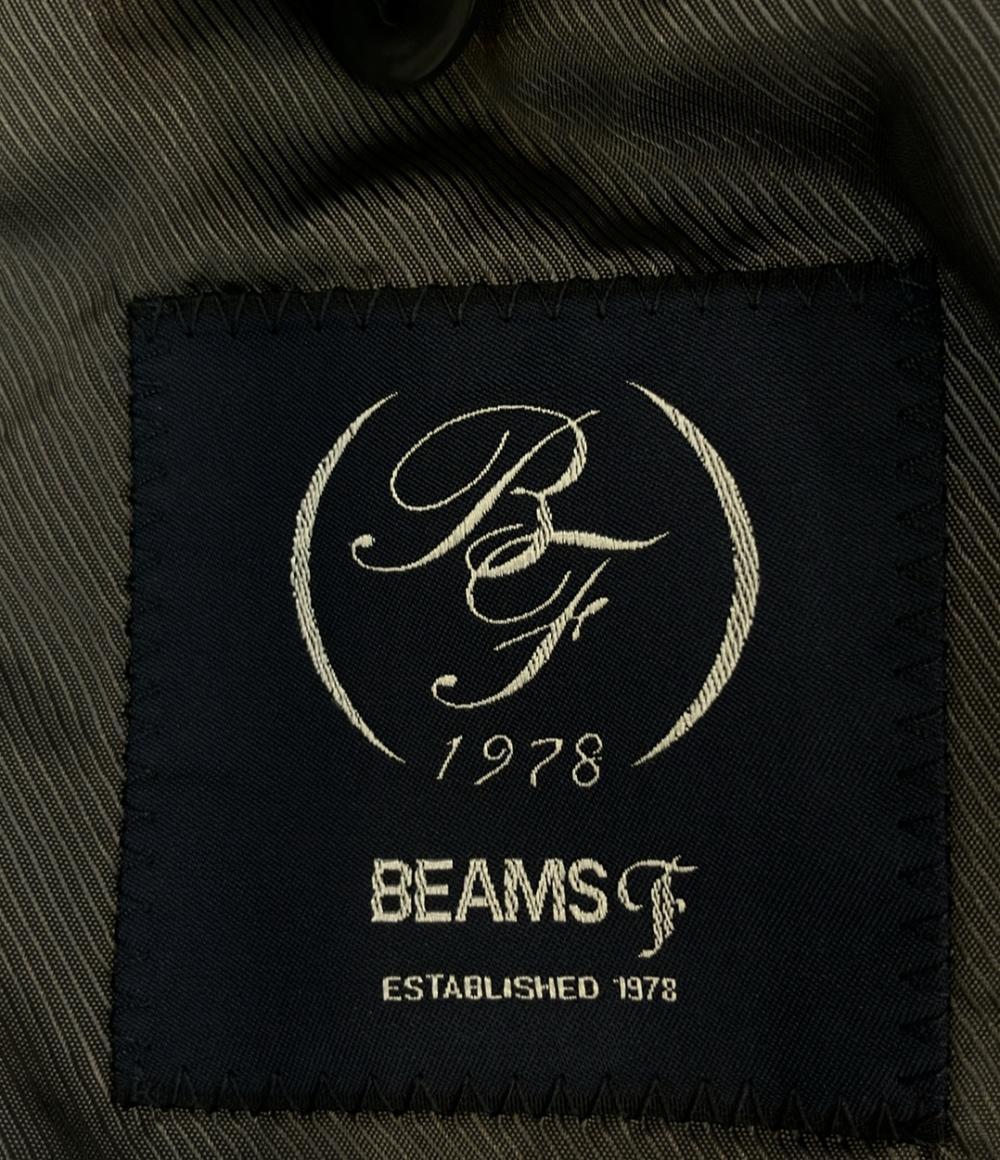 BF
1978
BEAMS F
ESTABLISHED 1978